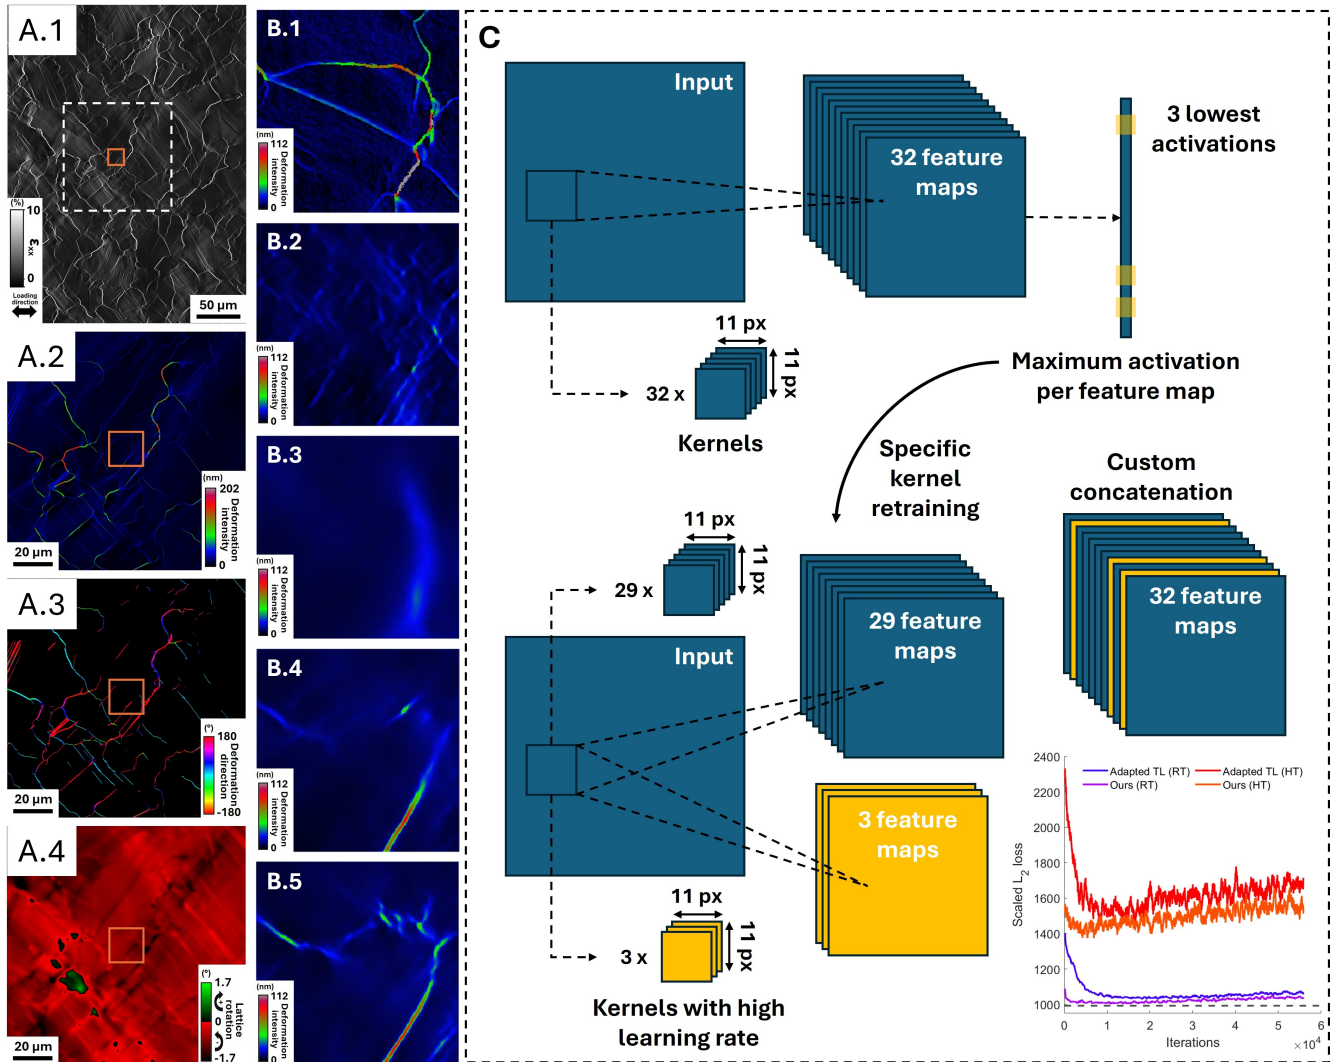 A.1
(%)
10
εxx
0
Loading
direction
50 μm
A.2
(nm)
202
Deformation
intensity
0
20 μm
A.3
(°)
180
Deformation
direction
-180
20 μm
A.4
(°)
1.7
0
-1.7
Lattice
rotation
20 μm
B.1
(nm)
112
Deformation
intensity
0
B.2
(nm)
112
Deformation
intensity
0
B.3
(nm)
112
Deformation
intensity
0
B.4
(nm)
112
Deformation
intensity
0
B.5
(nm)
112
Deformation
intensity
0
C
Input
32 feature
maps
3 lowest
activations
11 px
11 px
32 x
Kernels
Maximum activation
per feature map
Specific
kernel
retraining
Custom
concatenation
11 px
11 px
29 x
Input
29 feature
maps
32 feature
maps
3 feature
maps
11 px
11 px
3 x
Kernels with high
learning rate
2400
2200
2000
1800
1600
1400
1200
1000
Scaled L2 loss
Adapted TL (RT)
Adapted TL (HT)
Ours (RT)
Ours (HT)
0 1 2 3 4 5 6
Iterations
×10^4